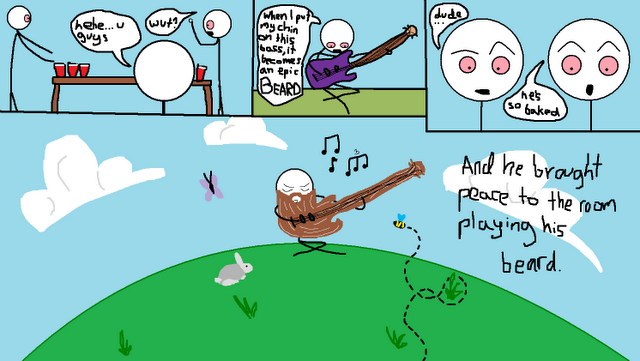 hehe...u
guys
wut?
when I put
my chin
on this
bass, it
becomes
an epic
BEARD
dude...
he's
so baked
And he brought
peace to the room
playing his
beard.